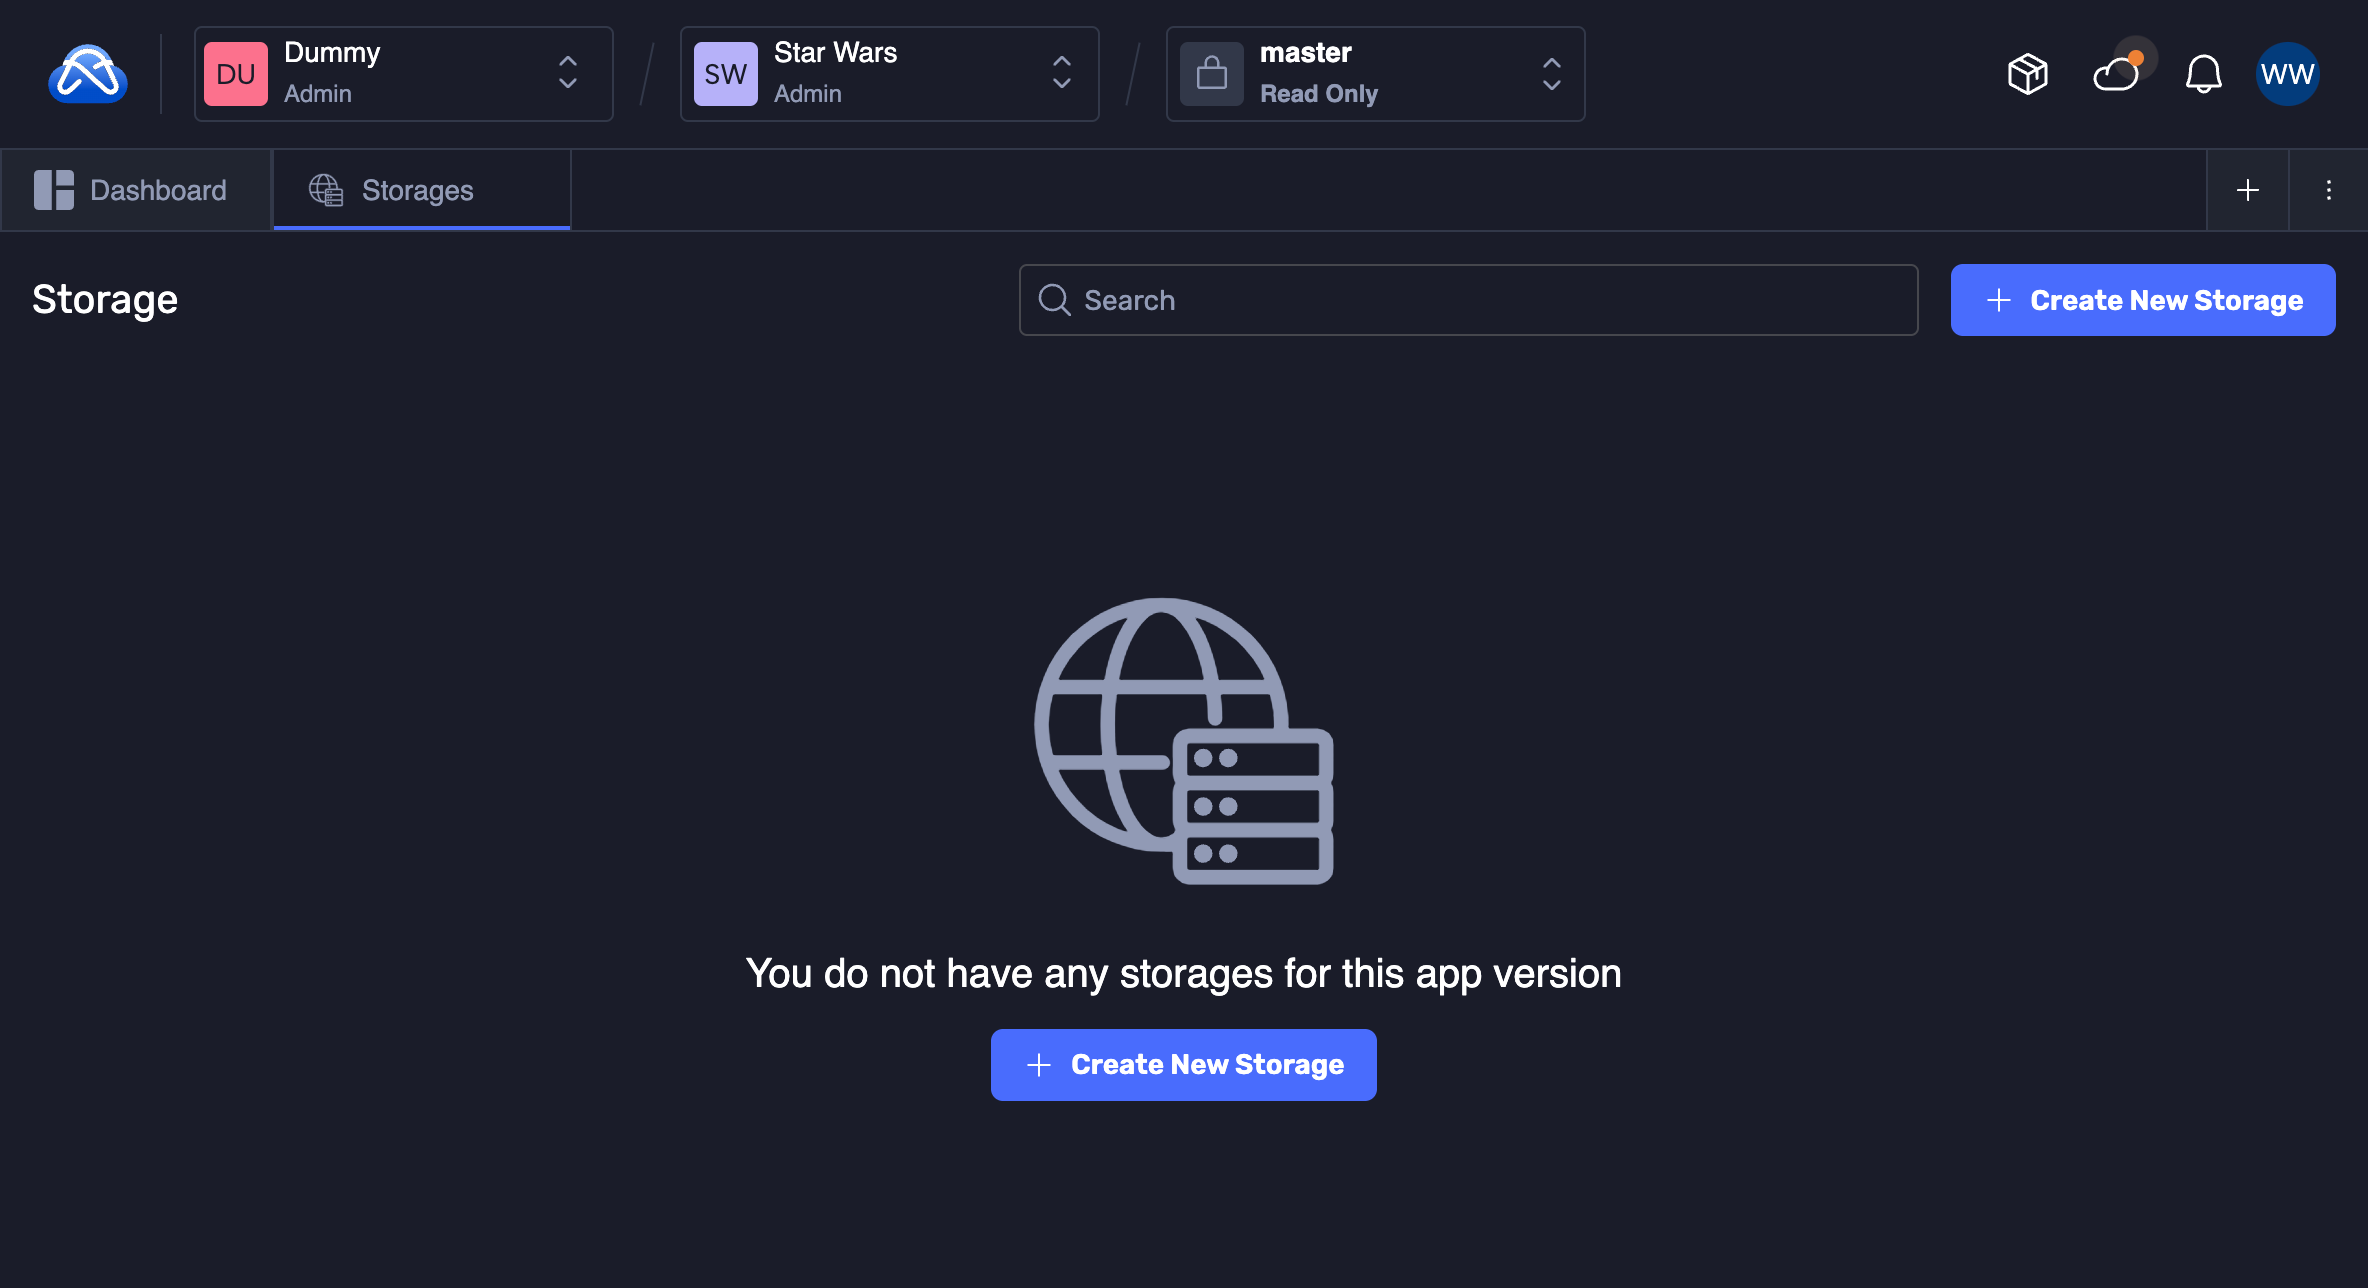 DU
Dummy
Admin
SW
Star Wars
Admin
master
Read Only
WW
Dashboard
Storages
Storage
Search
Create New Storage
You do not have any storages for this app version
Create New Storage